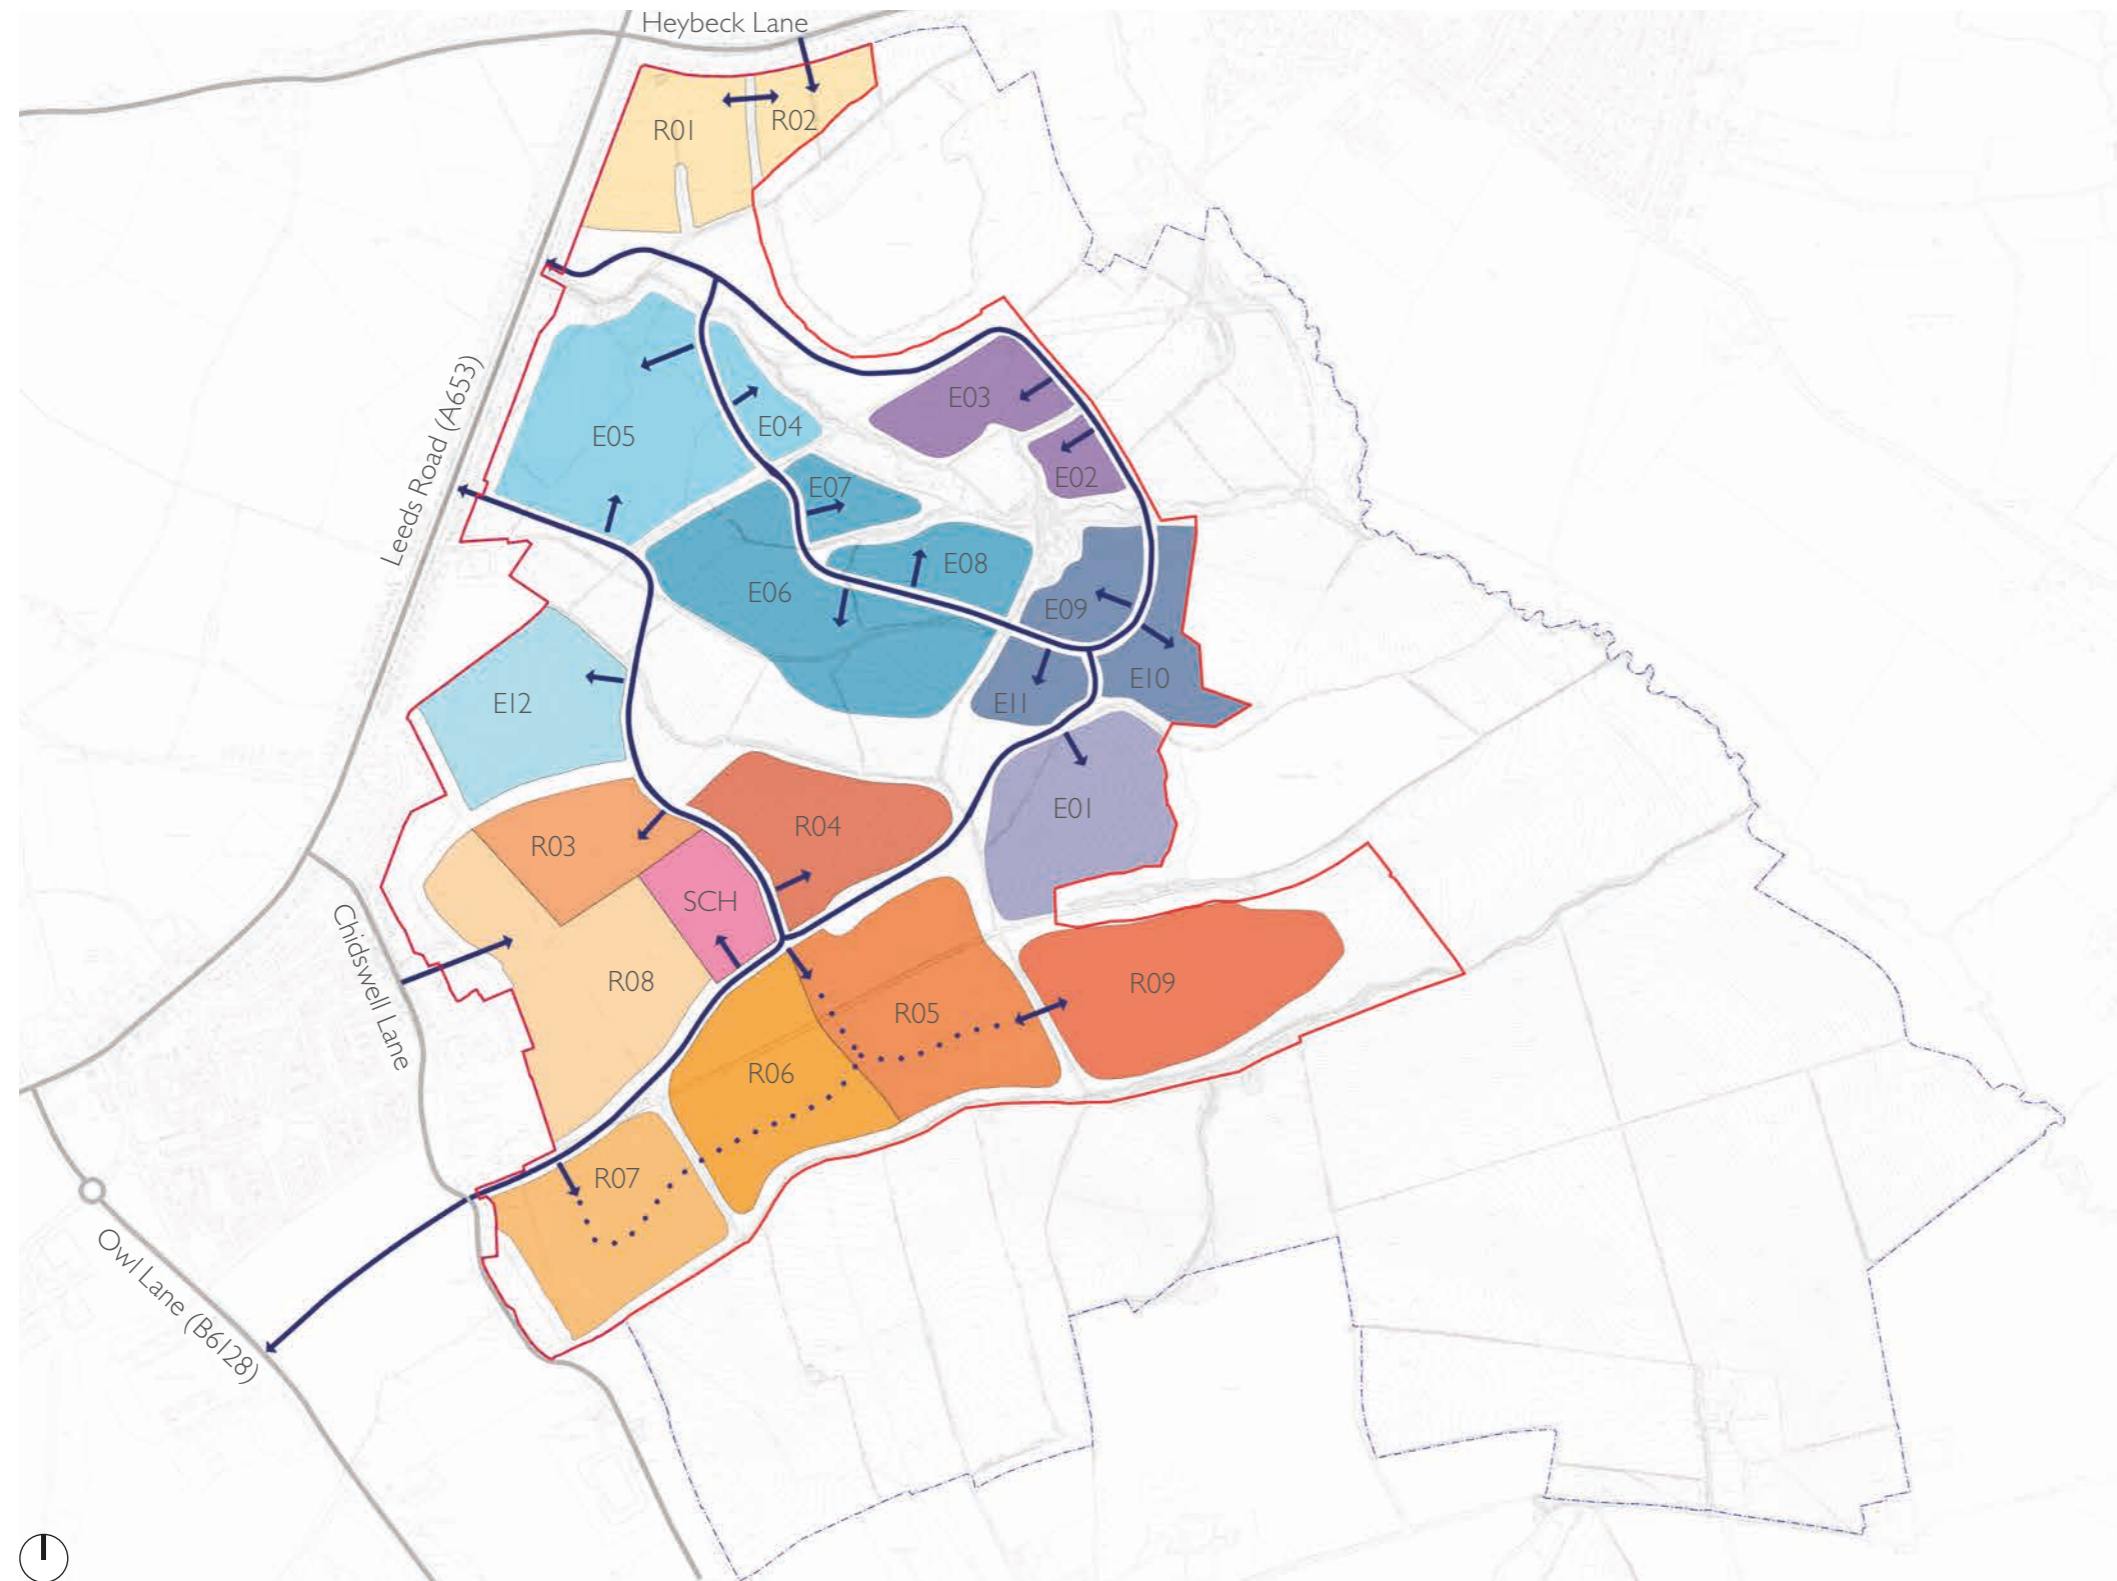 Heybeck Lane
R01
R02
Leeds Road (A653)
E03
E05
E04
E02
E07
E08
E06
E09
E10
E11
E12
E01
R04
R03
SCH
R08
R09
R05
R06
R07
Chidswell Lane
Owl Lane (B6128)